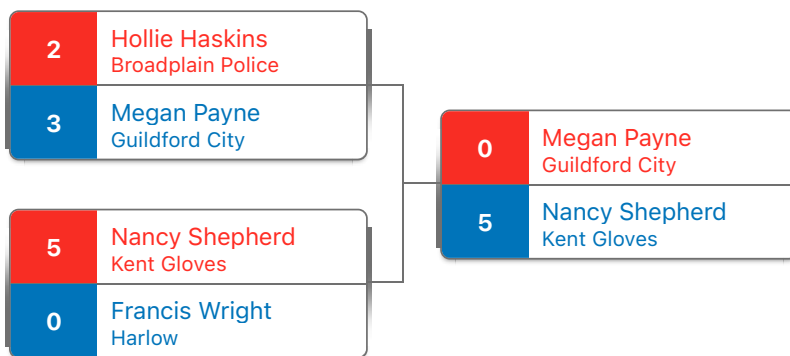 2
Hollie Haskins
Broadplain Police
3
Megan Payne
Guildford City
5
Nancy Shepherd
Kent Gloves
0
Francis Wright
Harlow
0
Megan Payne
Guildford City
5
Nancy Shepherd
Kent Gloves